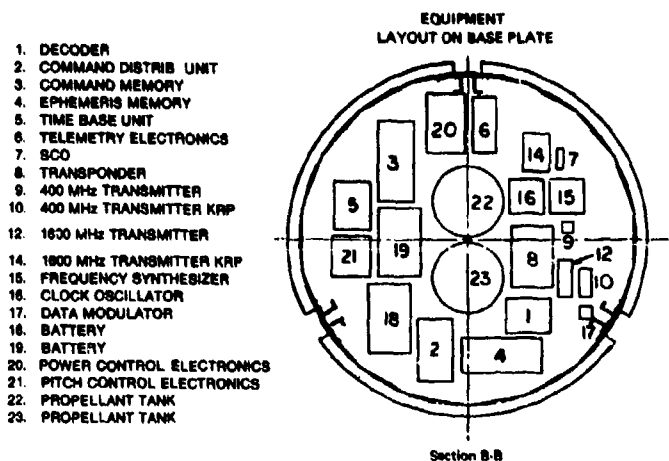 EQUIPMENT
LAYOUT ON BASE PLATE
1. DECODER
2. COMMAND DISTRIB UNIT
3. COMMAND MEMORY
4. EPHEMERIS MEMORY
5. TIME BASE UNIT
6. TELEMETRY ELECTRONICS
7. SCO
8. TRANSPONDER
9. 400 MHz TRANSMITTER
10. 400 MHz TRANSMITTER KRP
12. 1600 MHz TRANSMITTER
14. 1600 MHz TRANSMITTER KRP
15. FREQUENCY SYNTHESIZER
16. CLOCK OSCILLATOR
17. DATA MODULATOR
18. BATTERY
19. BATTERY
20. POWER CONTROL ELECTRONICS
21. PITCH CONTROL ELECTRONICS
22. PROPELLANT TANK
23. PROPELLANT TANK
20 6
3 14 7
5 22 16 15
9
21 19 8 12
23 10
18 1
17
2 4
Section B-B